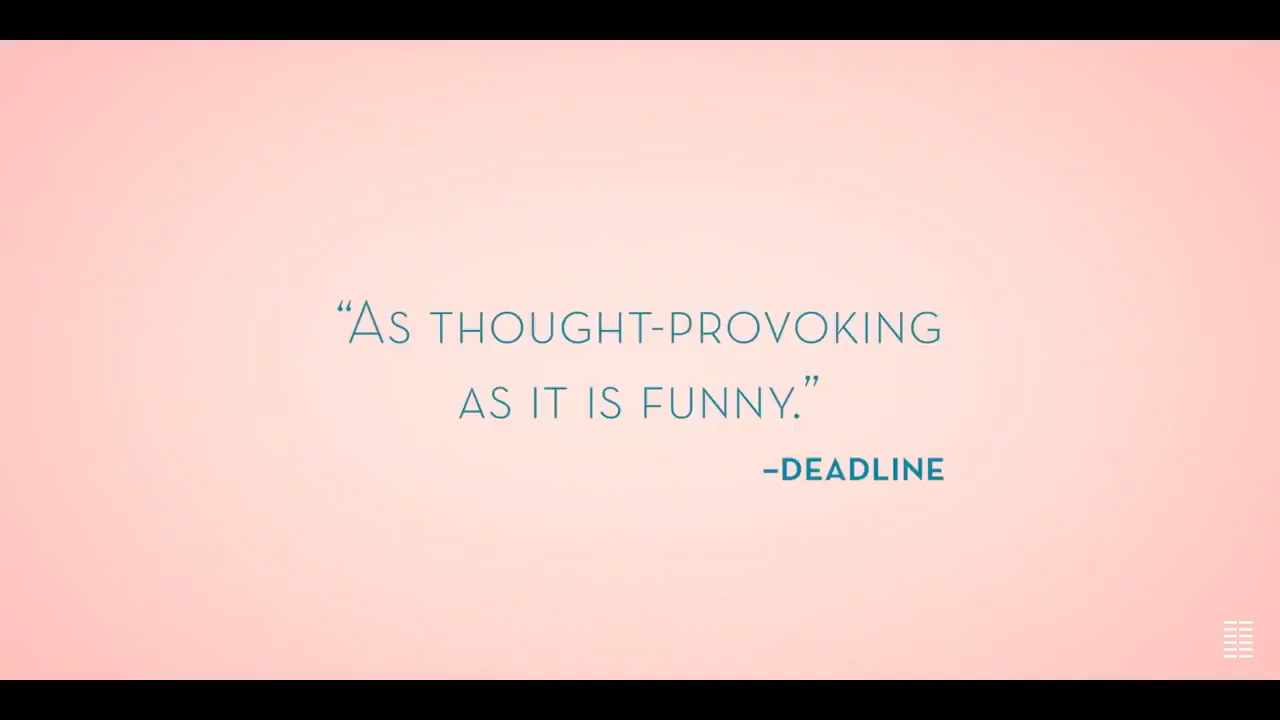 “As THOUGHT-PROVOKING
AS IT IS FUNNY.”
–DEADLINE